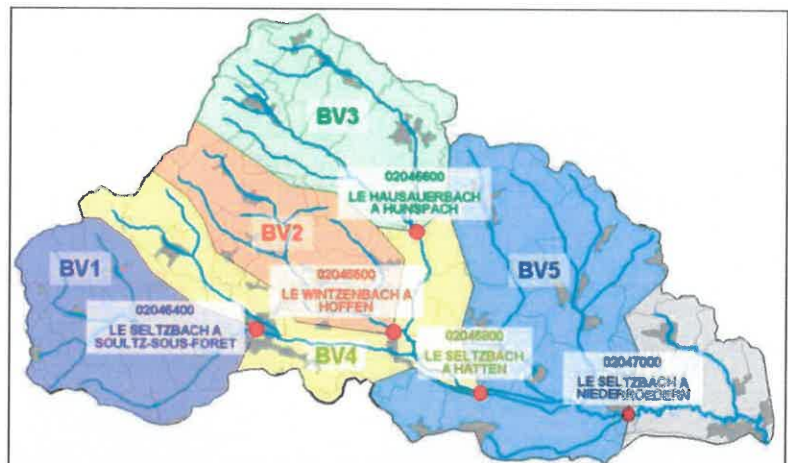 BV3
02046600
LE HAUSAUERBACH
A HUNSPACH
BV2
BV5
BV1
02046500
LE WINTZENBACH A
HOFFEN
02046400
LE SELTZBACH A
SOULTZ-SOUS-FORET
02046800
LE SELTZBACH
A HATTEN
BV4
02047000
LE SELTZBACH A
NIEDERROEDERN